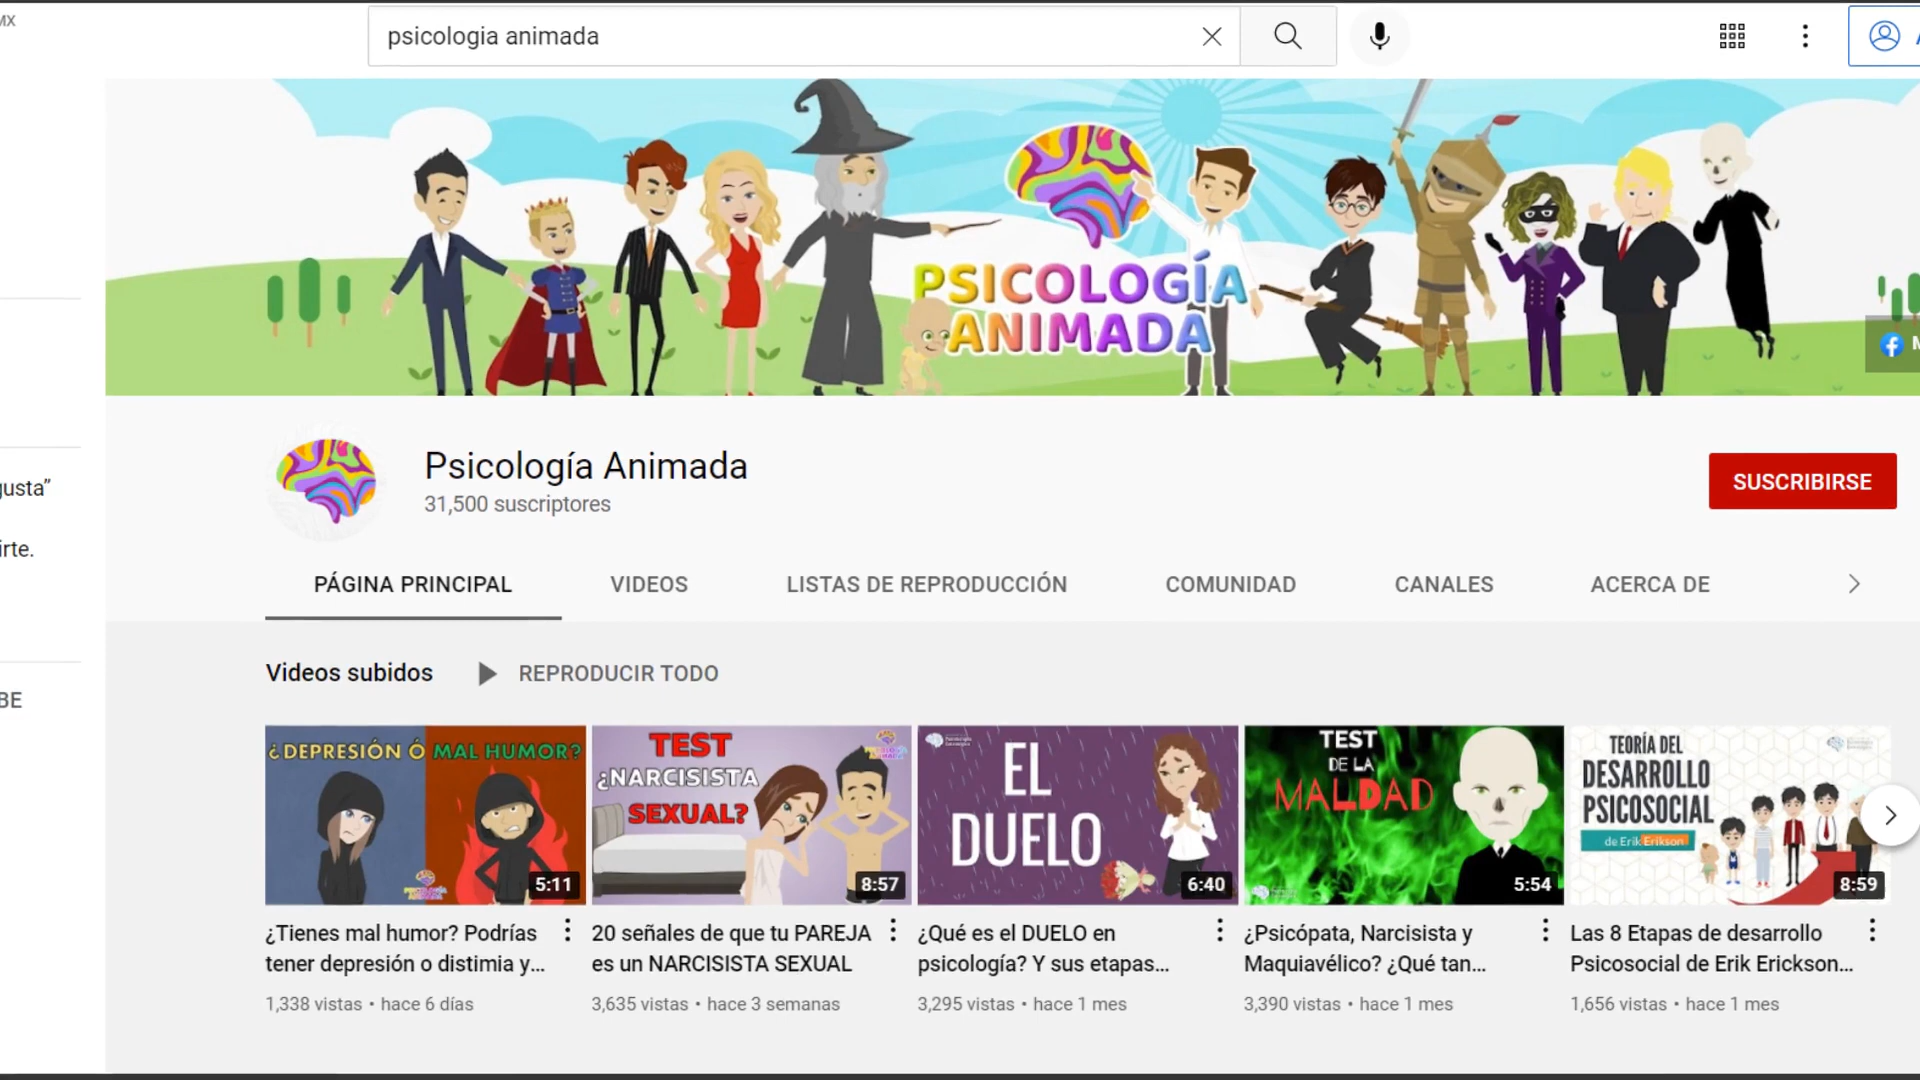 MX
psicologia animada
PSICOLOGÍA
ANIMADA
Psicología Animada
31,500 suscriptores
SUSCRIBIRSE
gusta”
irte.
BE
PÁGINA PRINCIPAL
VIDEOS
LISTAS DE REPRODUCCIÓN
COMUNIDAD
CANALES
ACERCA DE
Videos subidos
REPRODUCIR TODO
¿DEPRESIÓN Ó MAL HUMOR?
5:11
TEST
¿NARCISISTA
SEXUAL?
8:57
EL
DUELO
6:40
TEST
DE LA
MALDAD
5:54
TEORÍA DEL
DESARROLLO
PSICOSOCIAL
de Erik Erikson
8:59
¿Tienes mal humor? Podrías
tener depresión o distimia y...
1,338 vistas • hace 6 días
20 señales de que tu PAREJA
es un NARCISISTA SEXUAL
3,635 vistas • hace 3 semanas
¿Qué es el DUELO en
psicología? Y sus etapas...
3,295 vistas • hace 1 mes
¿Psicópata, Narcisista y
Maquiavélico? ¿Qué tan...
3,390 vistas • hace 1 mes
Las 8 Etapas de desarrollo
Psicosocial de Erik Erickson...
1,656 vistas • hace 1 mes